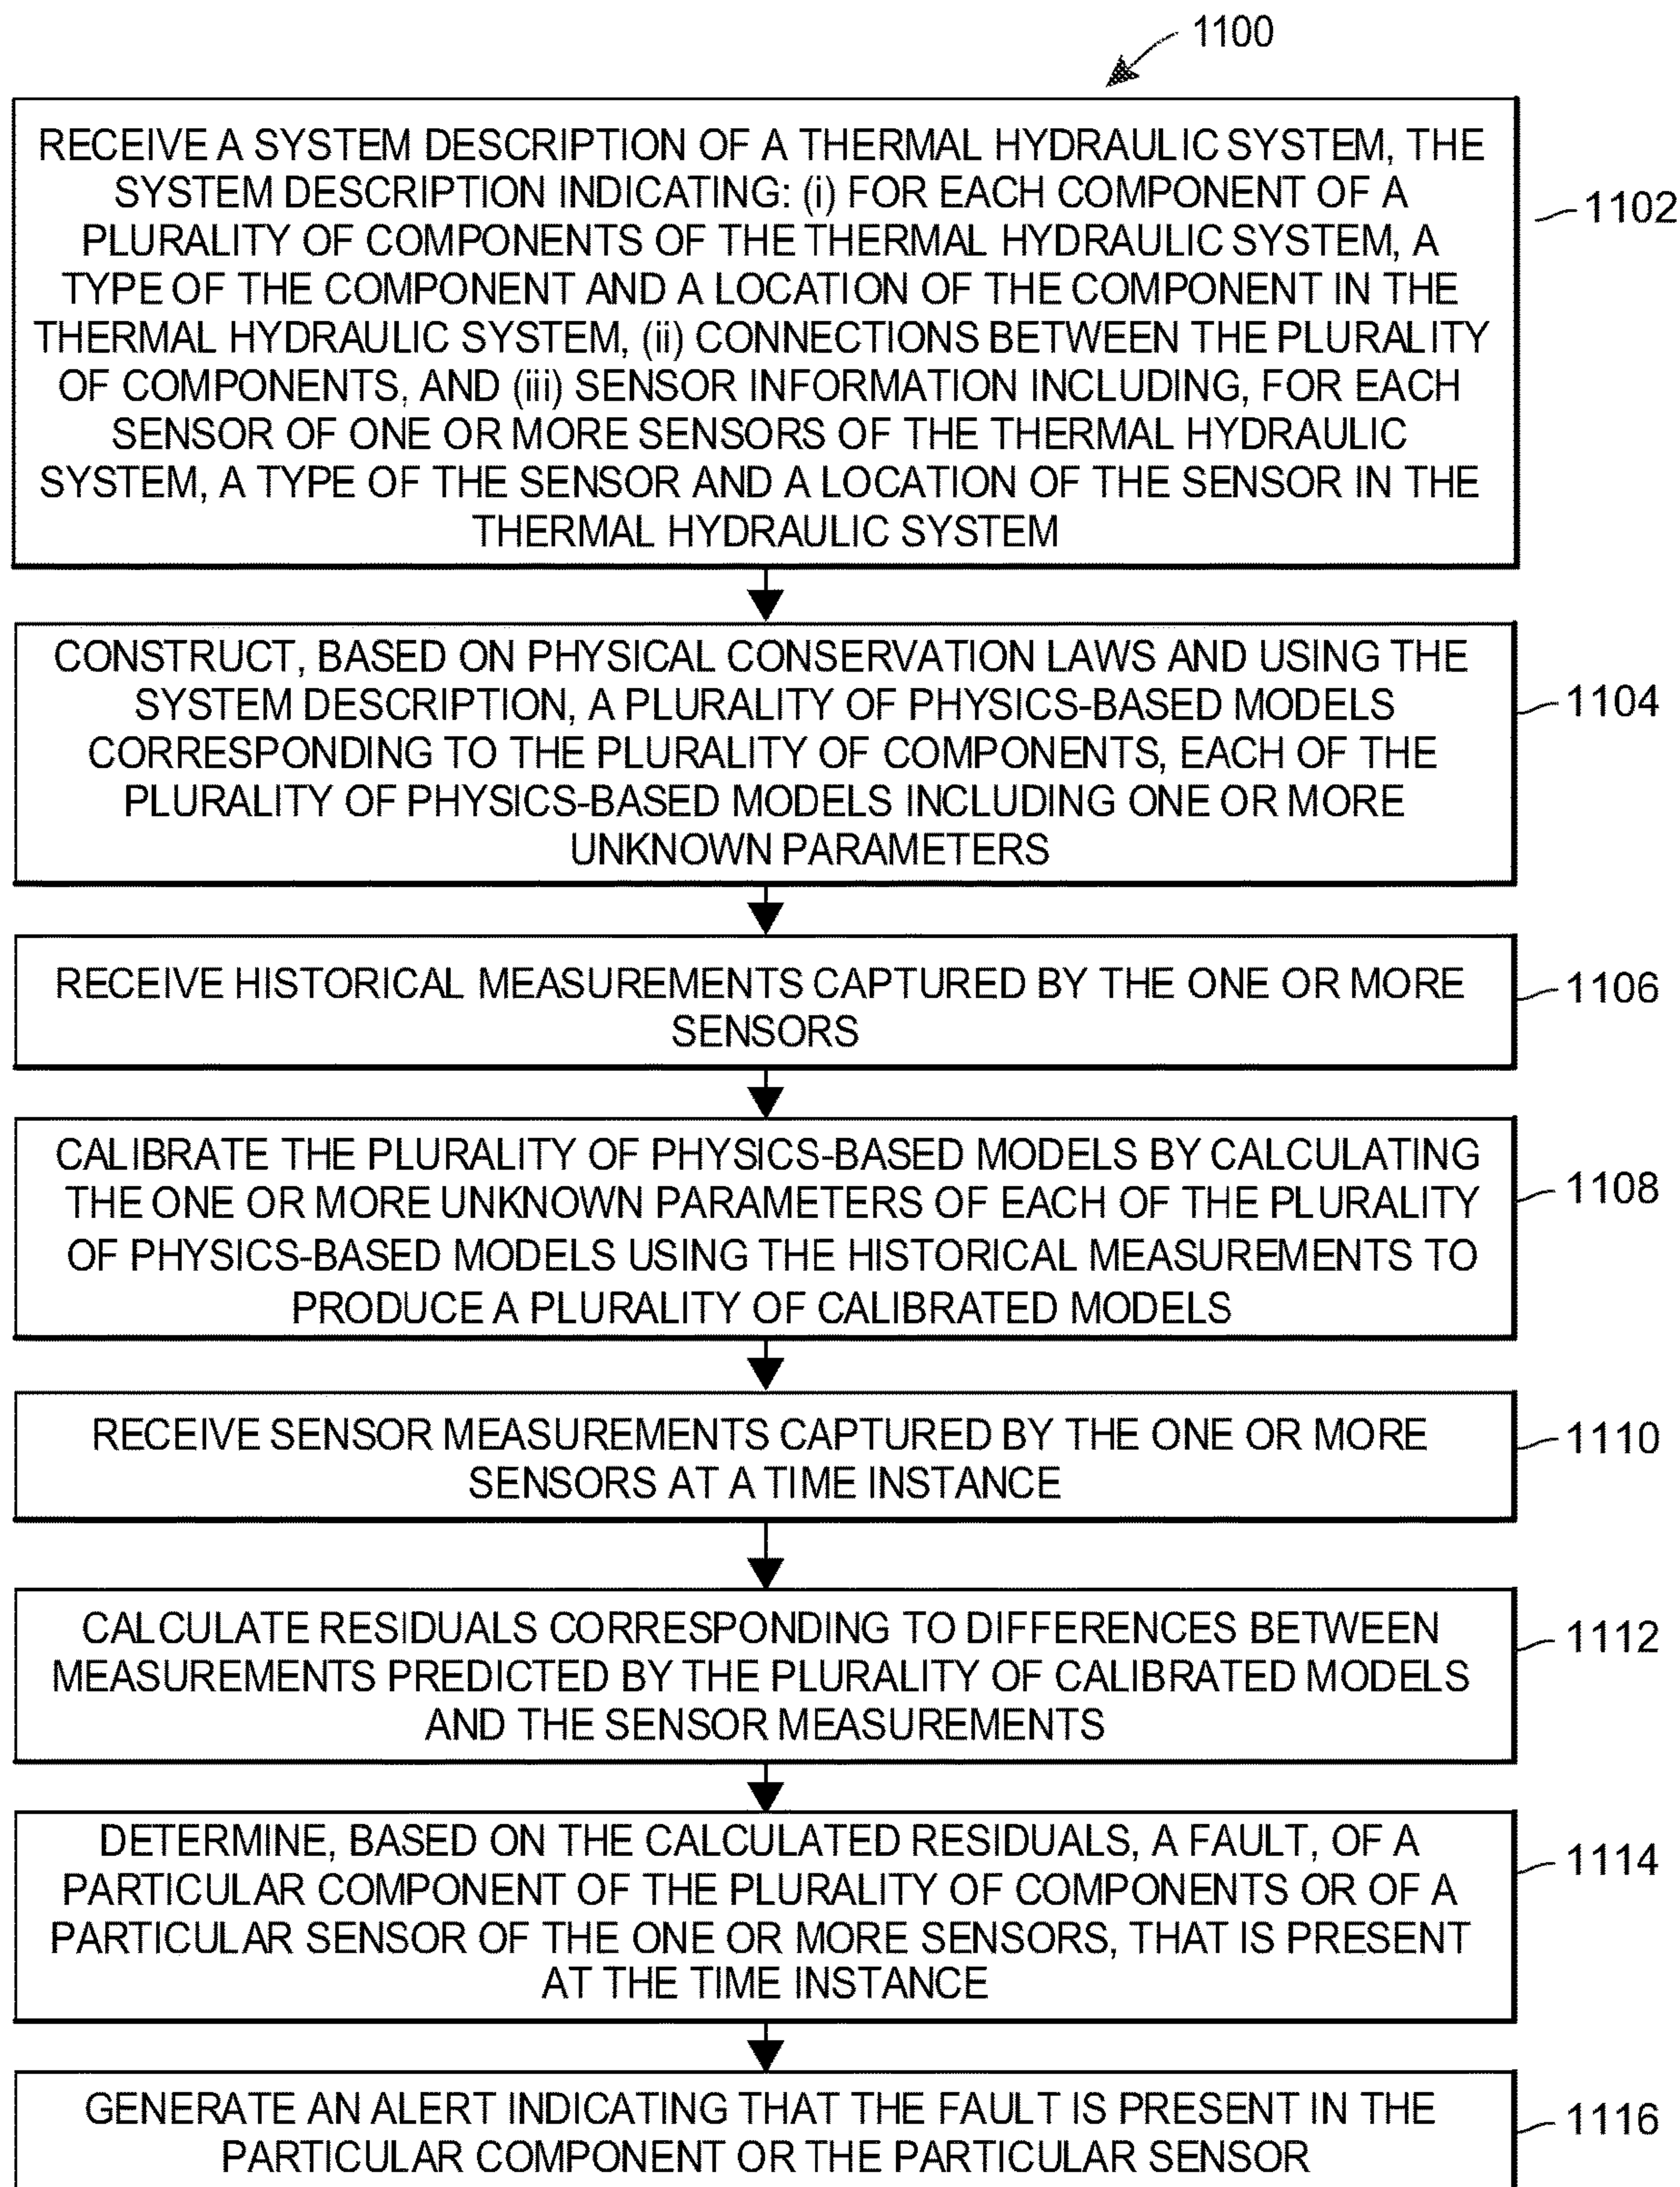 1100
RECEIVE A SYSTEM DESCRIPTION OF A THERMAL HYDRAULIC SYSTEM, THE
SYSTEM DESCRIPTION INDICATING: (i) FOR EACH COMPONENT OF A
PLURALITY OF COMPONENTS OF THE THERMAL HYDRAULIC SYSTEM, A
TYPE OF THE COMPONENT AND A LOCATION OF THE COMPONENT IN THE
THERMAL HYDRAULIC SYSTEM, (ii) CONNECTIONS BETWEEN THE PLURALITY
OF COMPONENTS, AND (iii) SENSOR INFORMATION INCLUDING, FOR EACH
SENSOR OF ONE OR MORE SENSORS OF THE THERMAL HYDRAULIC
SYSTEM, A TYPE OF THE SENSOR AND A LOCATION OF THE SENSOR IN THE
THERMAL HYDRAULIC SYSTEM
1102
CONSTRUCT, BASED ON PHYSICAL CONSERVATION LAWS AND USING THE
SYSTEM DESCRIPTION, A PLURALITY OF PHYSICS-BASED MODELS
CORRESPONDING TO THE PLURALITY OF COMPONENTS, EACH OF THE
PLURALITY OF PHYSICS-BASED MODELS INCLUDING ONE OR MORE
UNKNOWN PARAMETERS
1104
RECEIVE HISTORICAL MEASUREMENTS CAPTURED BY THE ONE OR MORE
SENSORS
1106
CALIBRATE THE PLURALITY OF PHYSICS-BASED MODELS BY CALCULATING
THE ONE OR MORE UNKNOWN PARAMETERS OF EACH OF THE PLURALITY
OF PHYSICS-BASED MODELS USING THE HISTORICAL MEASUREMENTS TO
PRODUCE A PLURALITY OF CALIBRATED MODELS
1108
RECEIVE SENSOR MEASUREMENTS CAPTURED BY THE ONE OR MORE
SENSORS AT A TIME INSTANCE
1110
CALCULATE RESIDUALS CORRESPONDING TO DIFFERENCES BETWEEN
MEASUREMENTS PREDICTED BY THE PLURALITY OF CALIBRATED MODELS
AND THE SENSOR MEASUREMENTS
1112
DETERMINE, BASED ON THE CALCULATED RESIDUALS, A FAULT, OF A
PARTICULAR COMPONENT OF THE PLURALITY OF COMPONENTS OR OF A
PARTICULAR SENSOR OF THE ONE OR MORE SENSORS, THAT IS PRESENT
AT THE TIME INSTANCE
1114
GENERATE AN ALERT INDICATING THAT THE FAULT IS PRESENT IN THE
PARTICULAR COMPONENT OR THE PARTICULAR SENSOR
1116